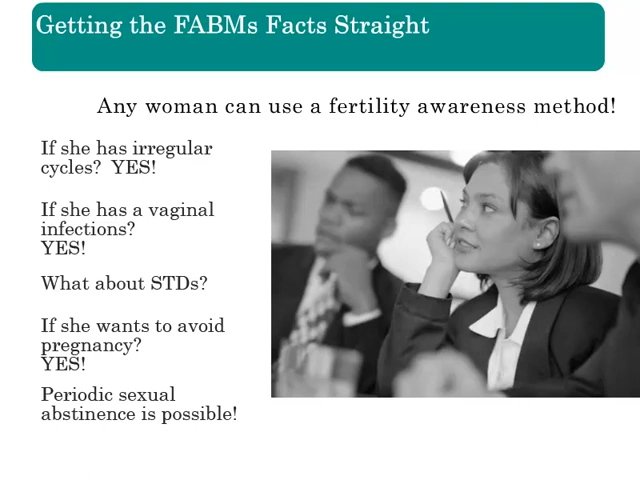 Getting the FABMs Facts Straight
Any woman can use a fertility awareness method!
If she has irregular
cycles?  YES!
If she has a vaginal
infections?
YES!
What about STDs?
If she wants to avoid
pregnancy?
YES!
Periodic sexual
abstinence is possible!